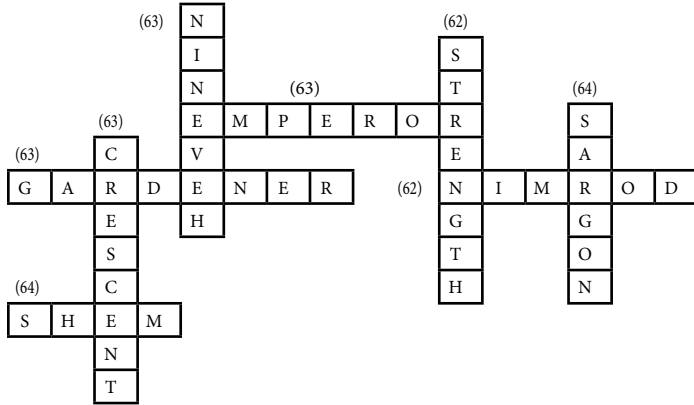 (63) N (62)
I S
N (63) T (64)
(63) E M P E R O R S
(63) C V E A
G A R D E N E R (62) N I M R O D
E H G G
S T O
(64) C H N
S H E M
N
T